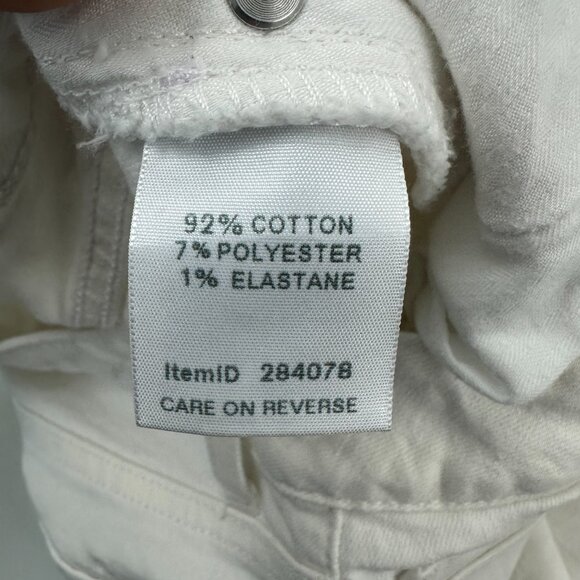 92% COTTON
7% POLYESTER
1% ELASTANE
ItemID 284078
CARE ON REVERSE